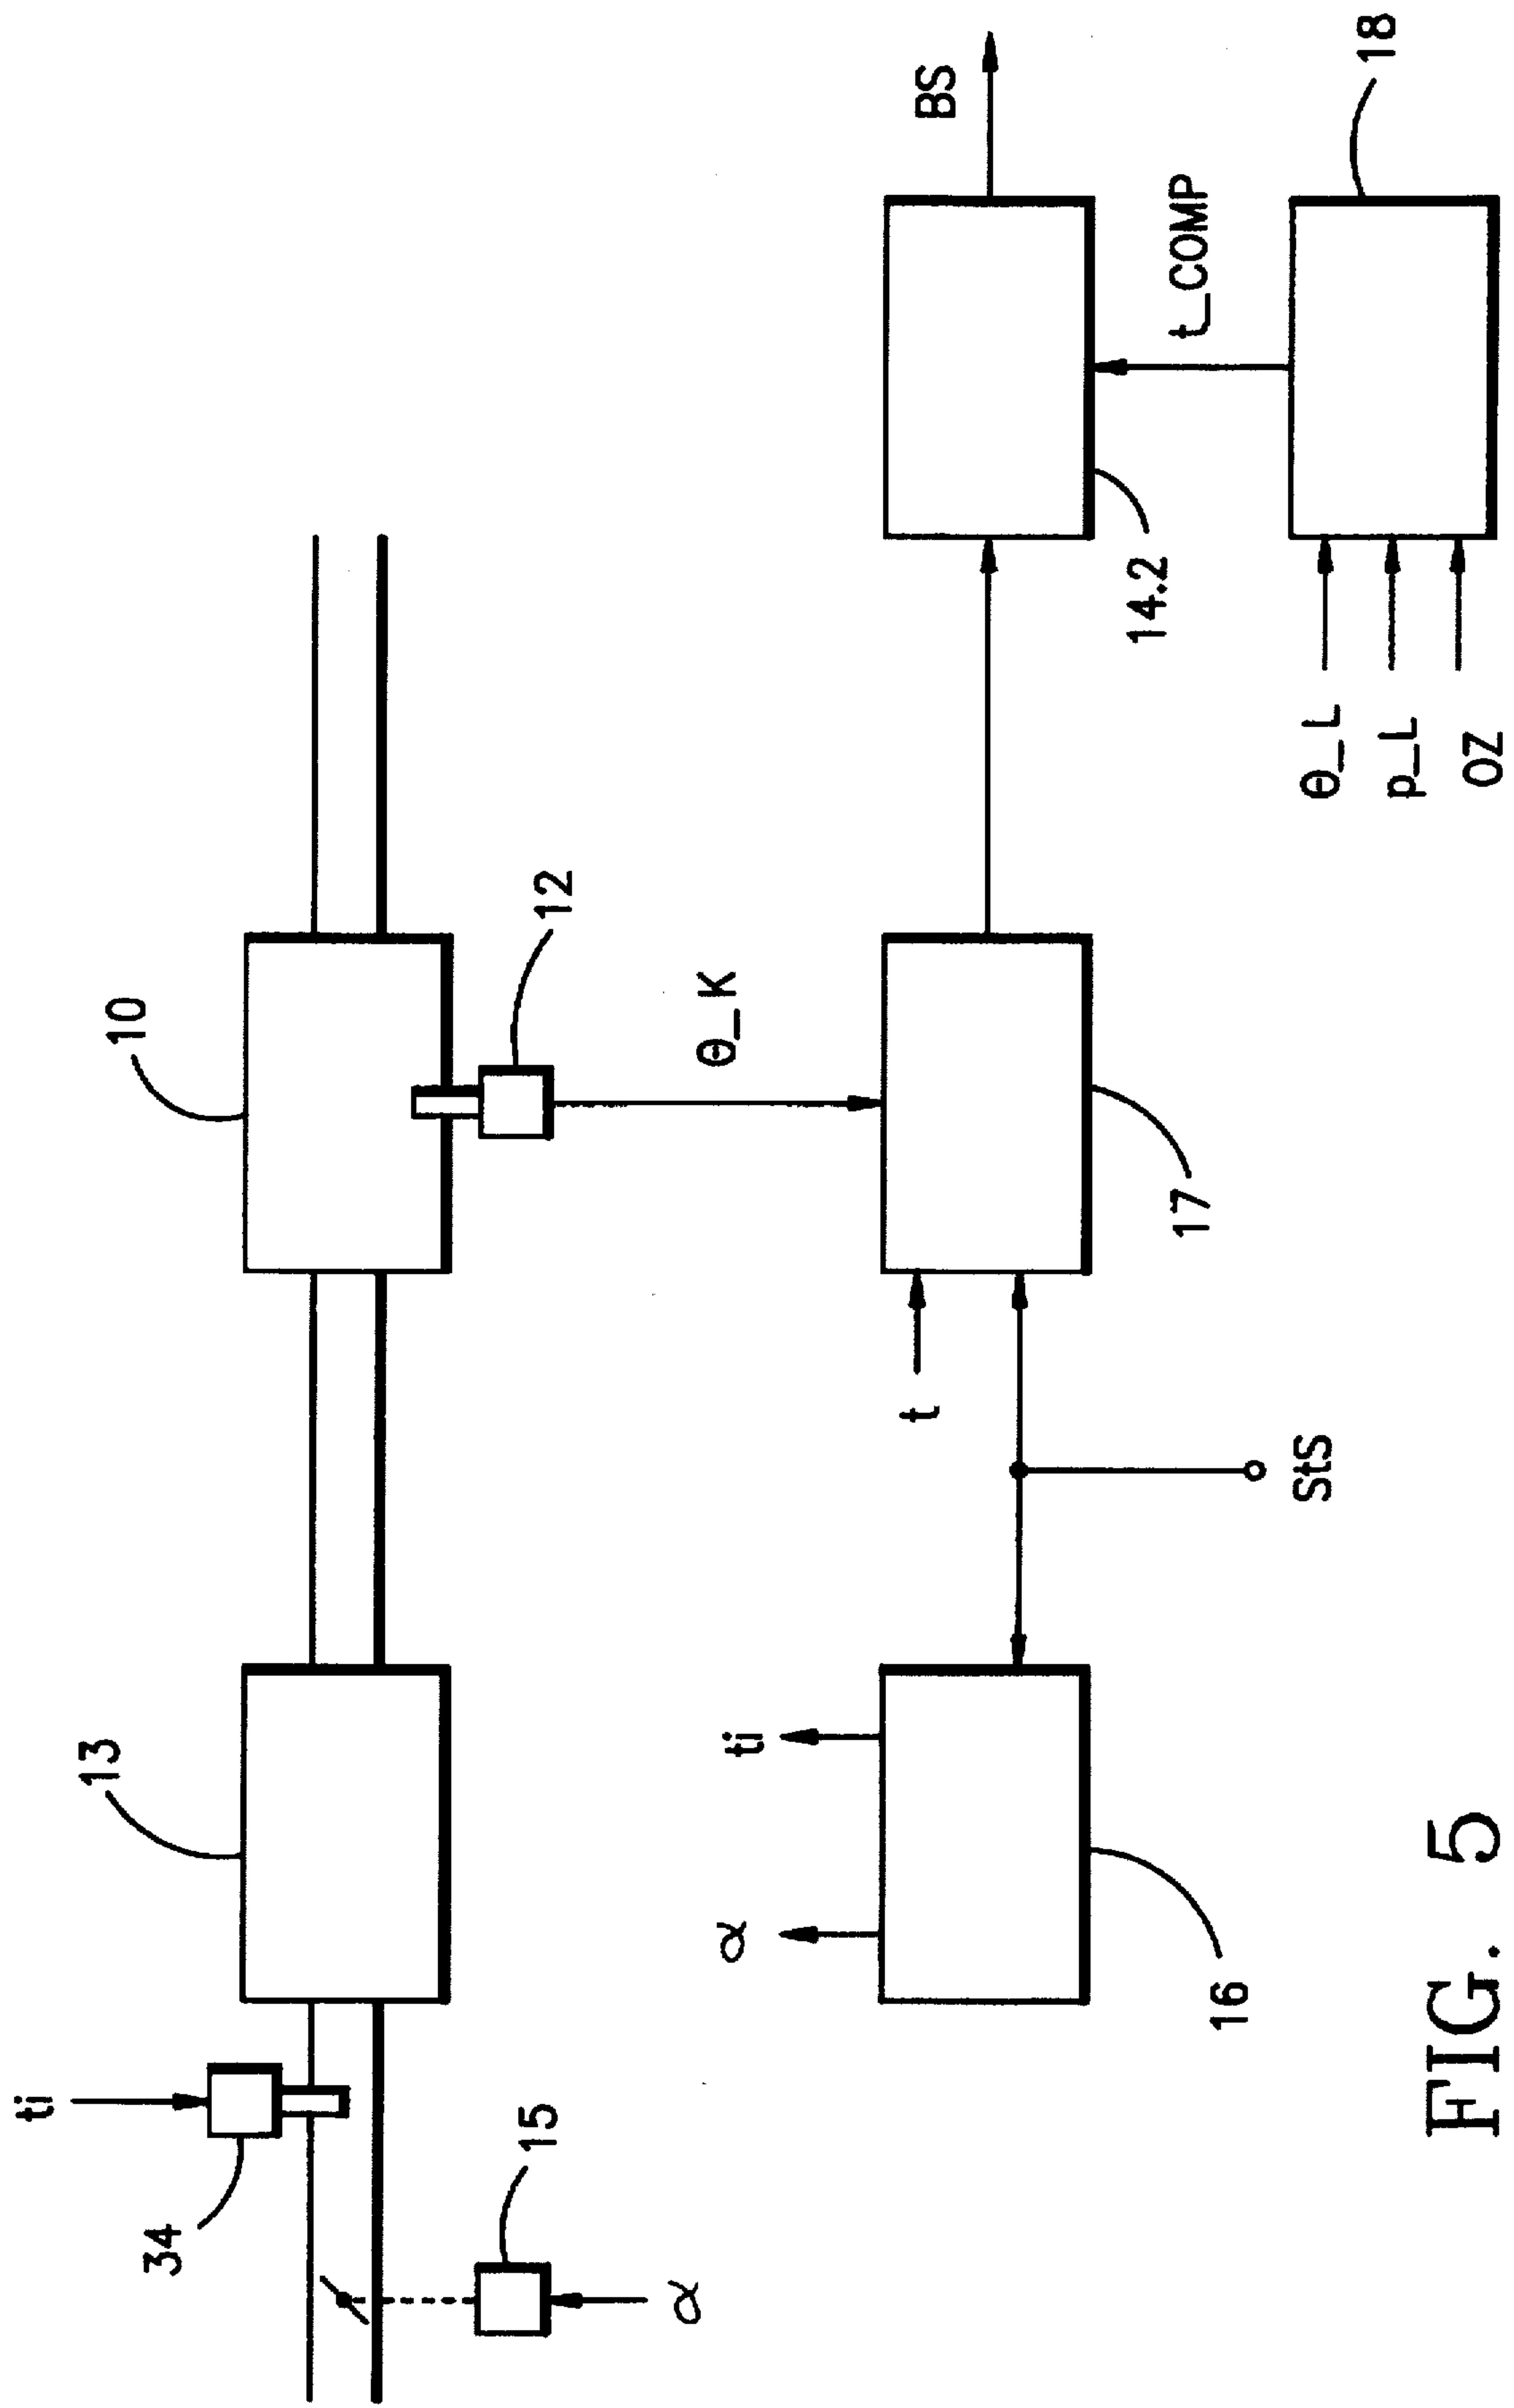 ti
34
13
10
15
α
12
θ_K
α
ti
t
BS
16
StS
17
14.2
t_COMP
θ_L
p_L
OZ
18
FIG. 5